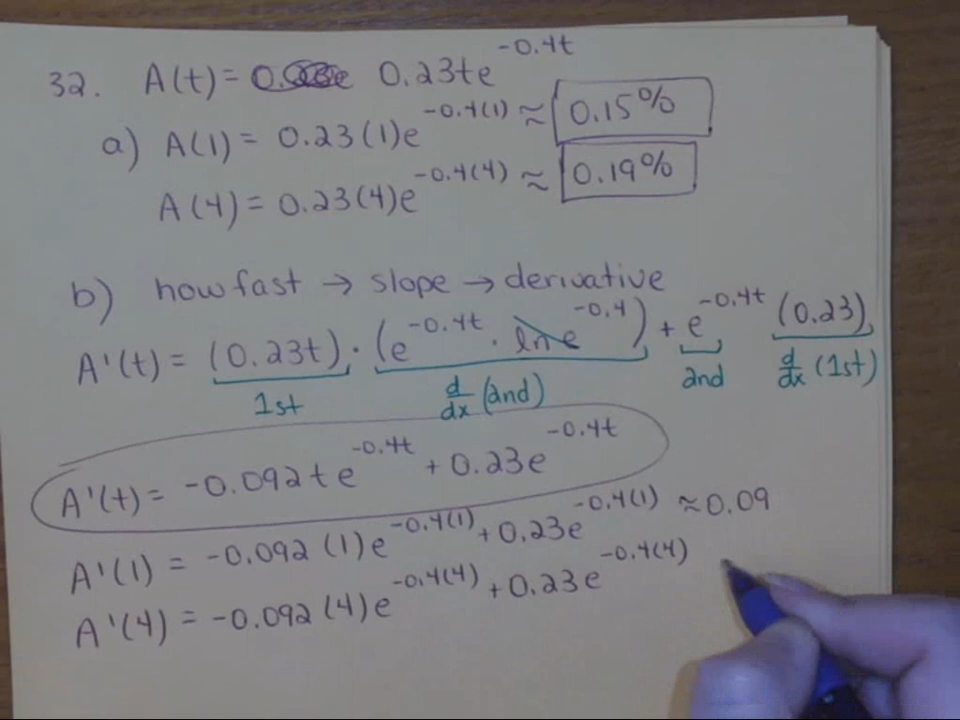 32. A(t) = 0.23te^-0.4t
a) A(1) = 0.23(1)e^-0.4(1) ≈ 0.15%
A(4) = 0.23(4)e^-0.4(4) ≈ 0.19%
b) how fast → slope → derivative
A'(t) = (0.23t) · (e^-0.4t · ln e^-0.4) + e^-0.4t (0.23)
1st d/dx (2nd) 2nd d/dx (1st)
A'(t) = -0.092te^-0.4t + 0.23e^-0.4t
A'(1) = -0.092(1)e^-0.4(1) + 0.23e^-0.4(1) ≈ 0.09
A'(4) = -0.092(4)e^-0.4(4) + 0.23e^-0.4(4)